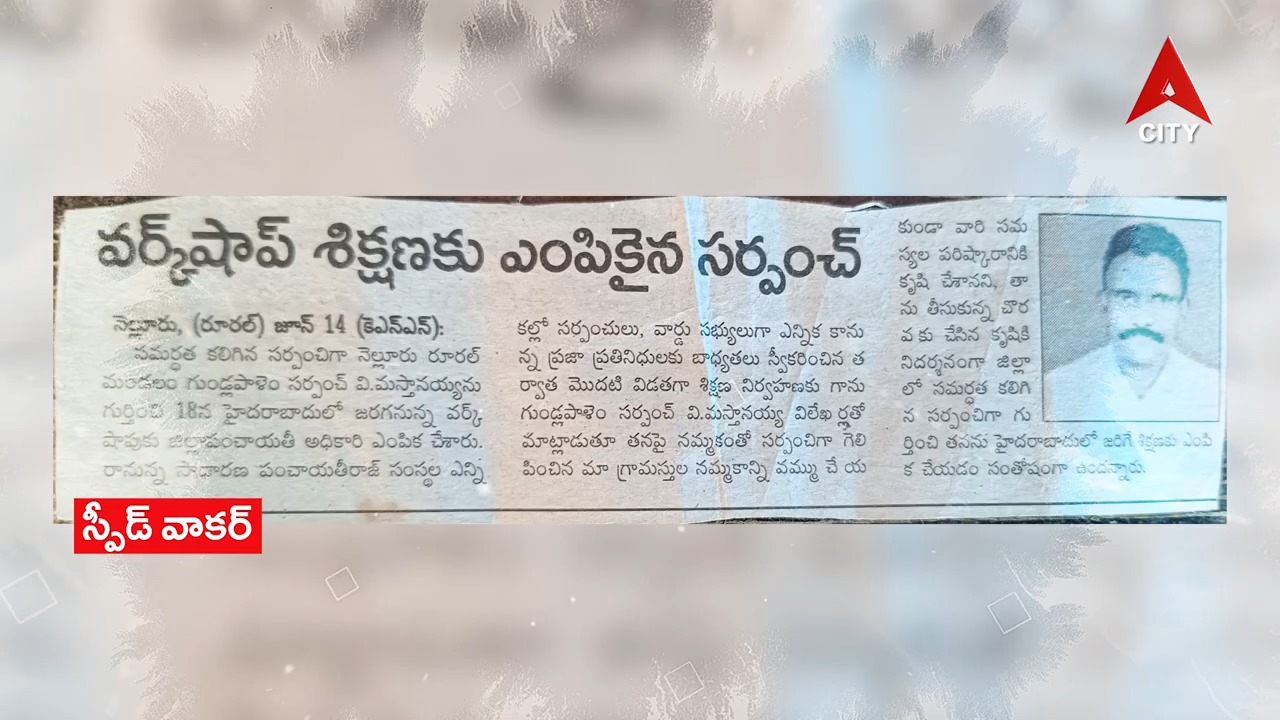 CITY
వర్క్‌షాప్ శిక్షణకు ఎంపికైన సర్పంచ్
నెల్లూరు, (రూరల్) జూన్ 14 (కెఎన్ఎన్):
సమర్థత కలిగిన సర్పంచిగా నెల్లూరు రూరల్
మండలం గుండ్లపాళెం సర్పంచ్ వి.మస్తానయ్యను
గుర్తించి 18న హైదరాబాదులో జరగనున్న వర్క్
షాపుకు జిల్లాపంచాయతీ అధికారి ఎంపిక చేశారు.
రానున్న సాధారణ పంచాయతీరాజ్ సంస్థల ఎన్ని
కల్లో సర్పంచులు, వార్డు సభ్యులుగా ఎన్నిక కాను
న్న ప్రజా ప్రతినిధులకు బాధ్యతలు స్వీకరించిన త
ర్వాత మొదటి విడతగా శిక్షణ నిర్వహణకు గాను
గుండ్లపాళెం సర్పంచ్ వి.మస్తానయ్య విలేఖర్లతో
మాట్లాడుతూ తనపై నమ్మకంతో సర్పంచిగా గెలి
పించిన మా గ్రామస్తుల నమ్మకాన్ని వమ్ము చేయ
కుండా వారి సమ
స్యల పరిష్కారానికి
కృషి చేశానని, తా
ను తీసుకున్న చొర
వకు చేసిన కృషికి
నిదర్శనంగా జిల్లా
లో సమర్థత కలిగి
న సర్పంచిగా గు
ర్తించి తనను హైదరాబాదులో జరిగే శిక్షణకు ఎంపి
క చేయడం సంతోషంగా ఉందన్నారు.
స్పీడ్ వాకర్